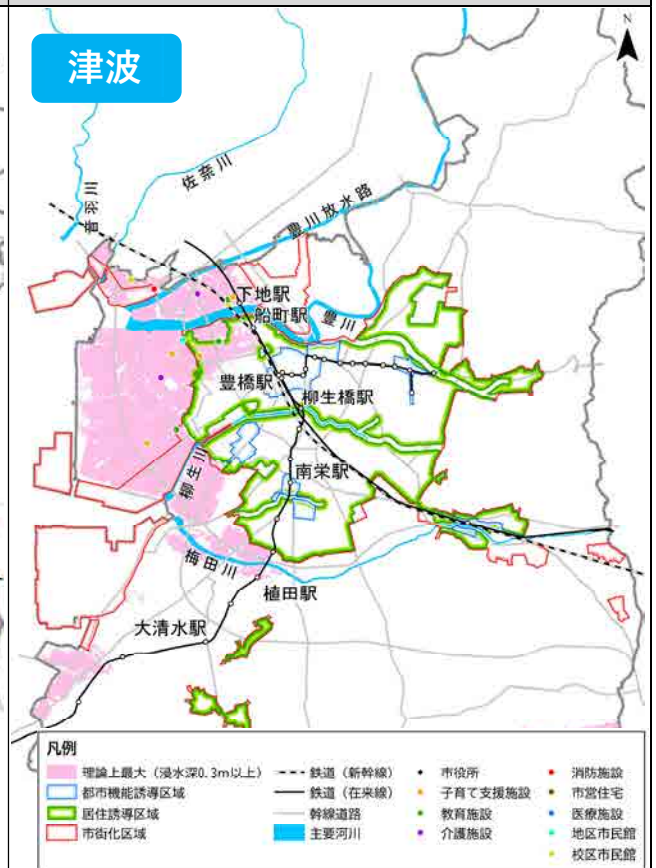 津波
N
佐奈川
音羽川
豊川放水路
下地駅
船町駅
豊川
豊橋駅
柳生橋駅
柳生川
南栄駅
梅田川
植田駅
大清水駅
凡例
理論上最大（浸水深0.3m以上）
都市機能誘導区域
居住誘導区域
市街化区域
鉄道（新幹線）
鉄道（在来線）
幹線道路
主要河川
市役所
子育て支援施設
教育施設
介護施設
消防施設
市営住宅
医療施設
地区市民館
校区市民館